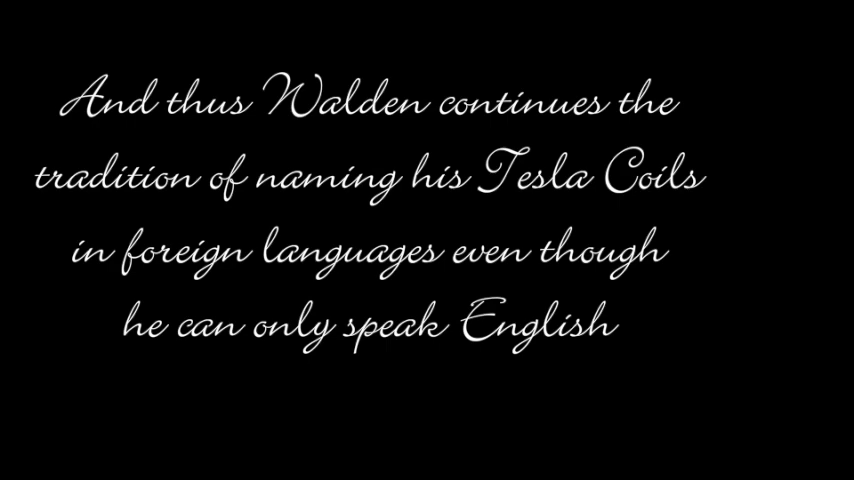 And thus Walden continues the
tradition of naming his Tesla Coils
in foreign languages even though
he can only speak English